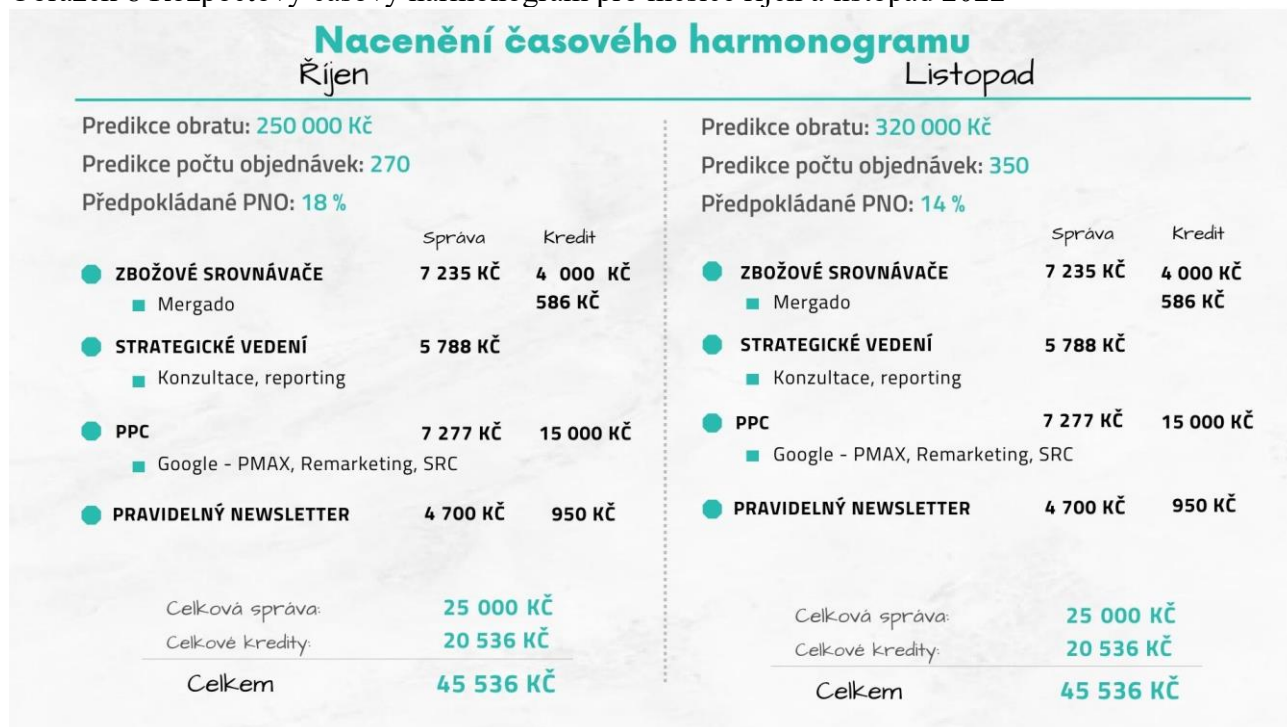 Nacenění časového harmonogramu
Říjen
Predikce obratu: 250 000 Kč
Predikce počtu objednávek: 270
Předpokládané PNO: 18 %
Správa Kredit
ZBOŽOVÉ SROVNÁVAČE 7 235 KČ 4 000 KČ
Mergado 586 KČ
STRATEGICKÉ VEDENÍ 5 788 KČ
Konzultace, reporting
PPC 7 277 KČ 15 000 KČ
Google - PMAX, Remarketing, SRC
PRAVIDELNÝ NEWSLETTER 4 700 KČ 950 KČ
Celková správa: 25 000 KČ
Celkové kredity: 20 536 KČ
Celkem 45 536 KČ
Listopad
Predikce obratu: 320 000 Kč
Predikce počtu objednávek: 350
Předpokládané PNO: 14 %
Správa Kredit
ZBOŽOVÉ SROVNÁVAČE 7 235 KČ 4 000 KČ
Mergado 586 KČ
STRATEGICKÉ VEDENÍ 5 788 KČ
Konzultace, reporting
PPC 7 277 KČ 15 000 KČ
Google - PMAX, Remarketing, SRC
PRAVIDELNÝ NEWSLETTER 4 700 KČ 950 KČ
Celková správa: 25 000 KČ
Celkové kredity: 20 536 KČ
Celkem 45 536 KČ